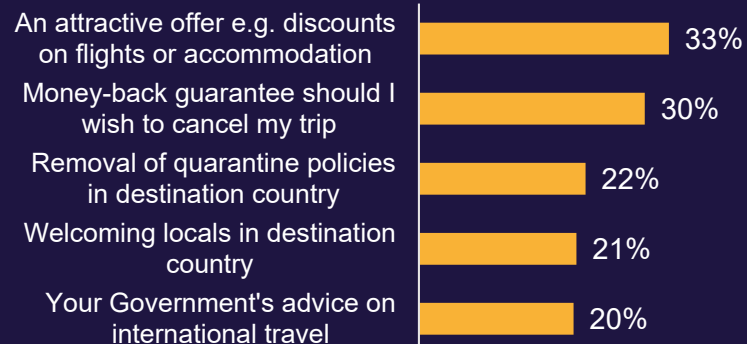 An attractive offer e.g. discounts
on flights or accommodation
33%
Money-back guarantee should I
wish to cancel my trip
30%
Removal of quarantine policies
in destination country
22%
Welcoming locals in destination
country
21%
Your Government's advice on
international travel
20%